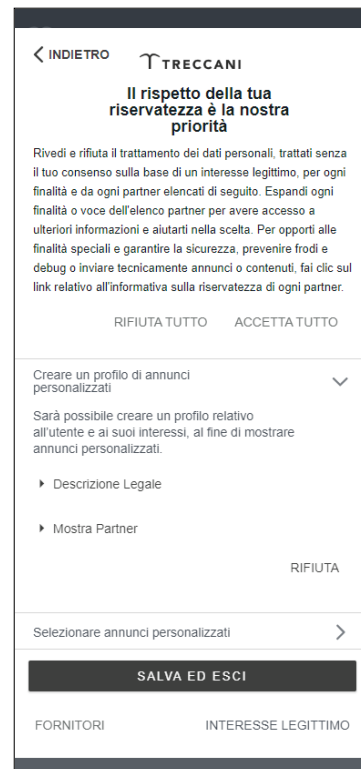 INDIETRO
TRECCANI
Il rispetto della tua
riservatezza è la nostra
priorità
Rivedi e rifiuta il trattamento dei dati personali, trattati senza
il tuo consenso sulla base di un interesse legittimo, per ogni
finalità e da ogni partner elencati di seguito. Espandi ogni
finalità o voce dell'elenco partner per avere accesso a
ulteriori informazioni e aiutarti nella scelta. Per opporti alle
finalità speciali e garantire la sicurezza, prevenire frodi e
debug o inviare tecnicamente annunci o contenuti, fai clic sul
link relativo all'informativa sulla riservatezza di ogni partner.
RIFIUTA TUTTO ACCETTA TUTTO
Creare un profilo di annunci
personalizzati
Sarà possibile creare un profilo relativo
all'utente e ai suoi interessi, al fine di mostrare
annunci personalizzati.
Descrizione Legale
Mostra Partner
RIFIUTA
Selezionare annunci personalizzati
SALVA ED ESCI
FORNITORI INTERESSE LEGITTIMO